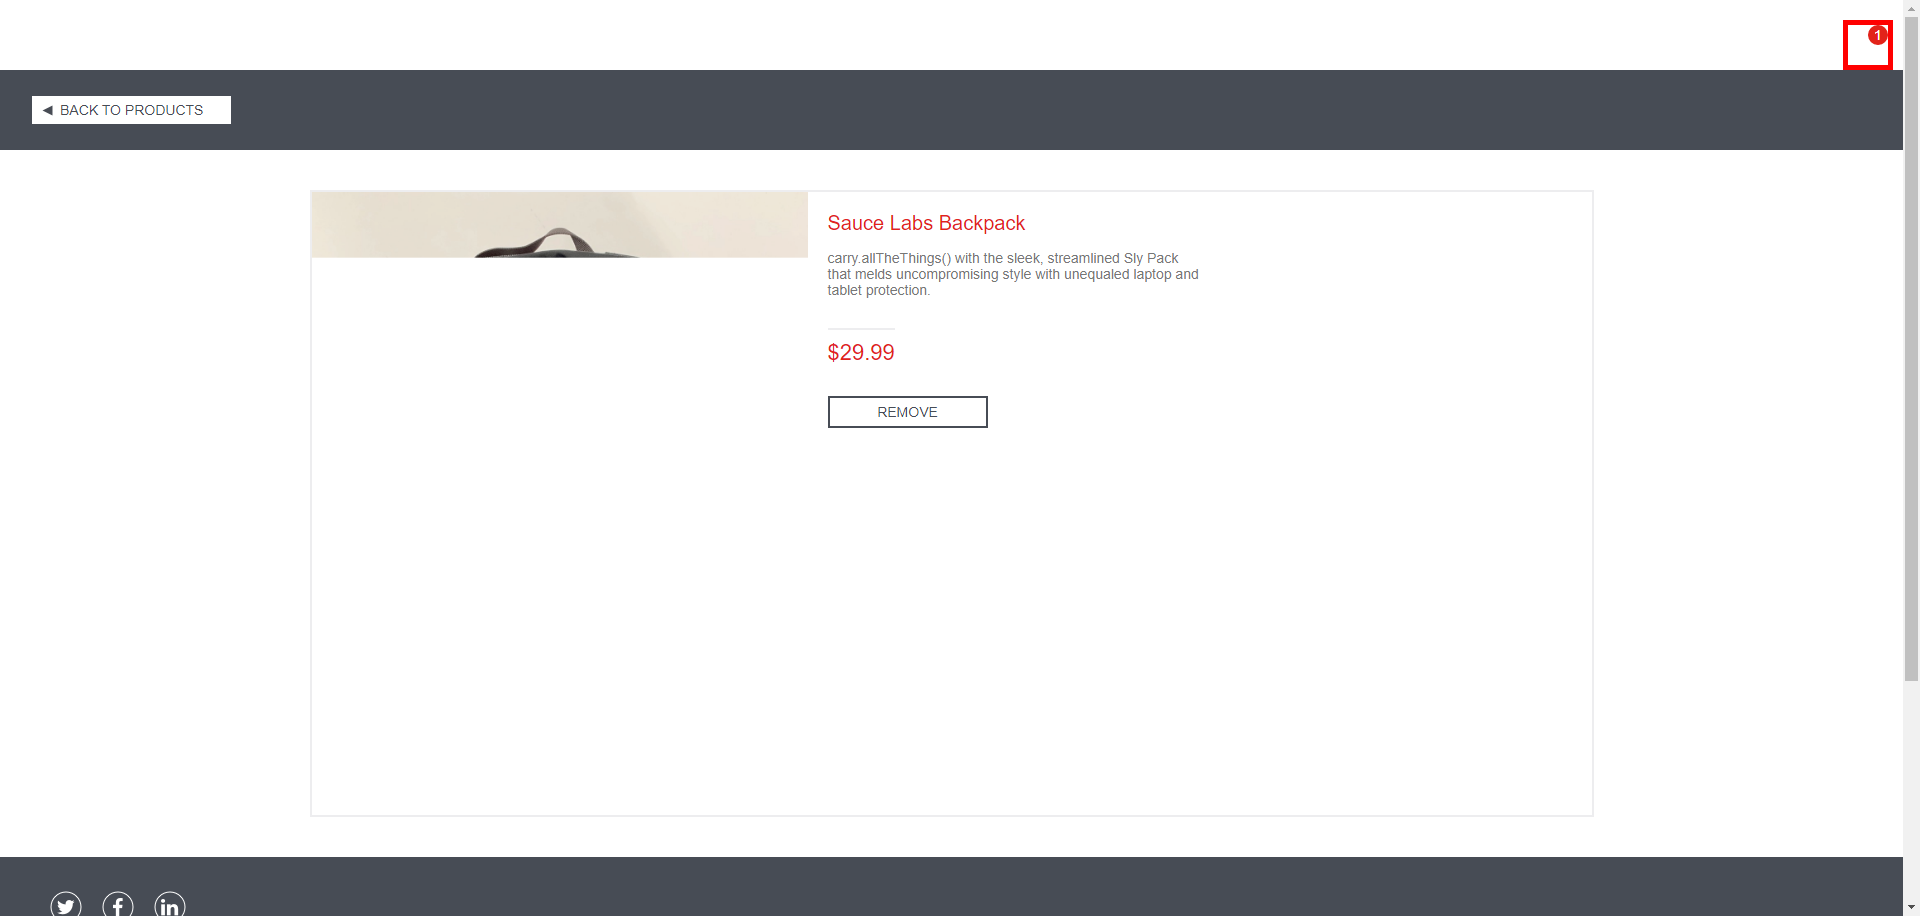 1
◄ BACK TO PRODUCTS
Sauce Labs Backpack
carry.allTheThings() with the sleek, streamlined Sly Pack
that melds uncompromising style with unequaled laptop and
tablet protection.
$29.99
REMOVE